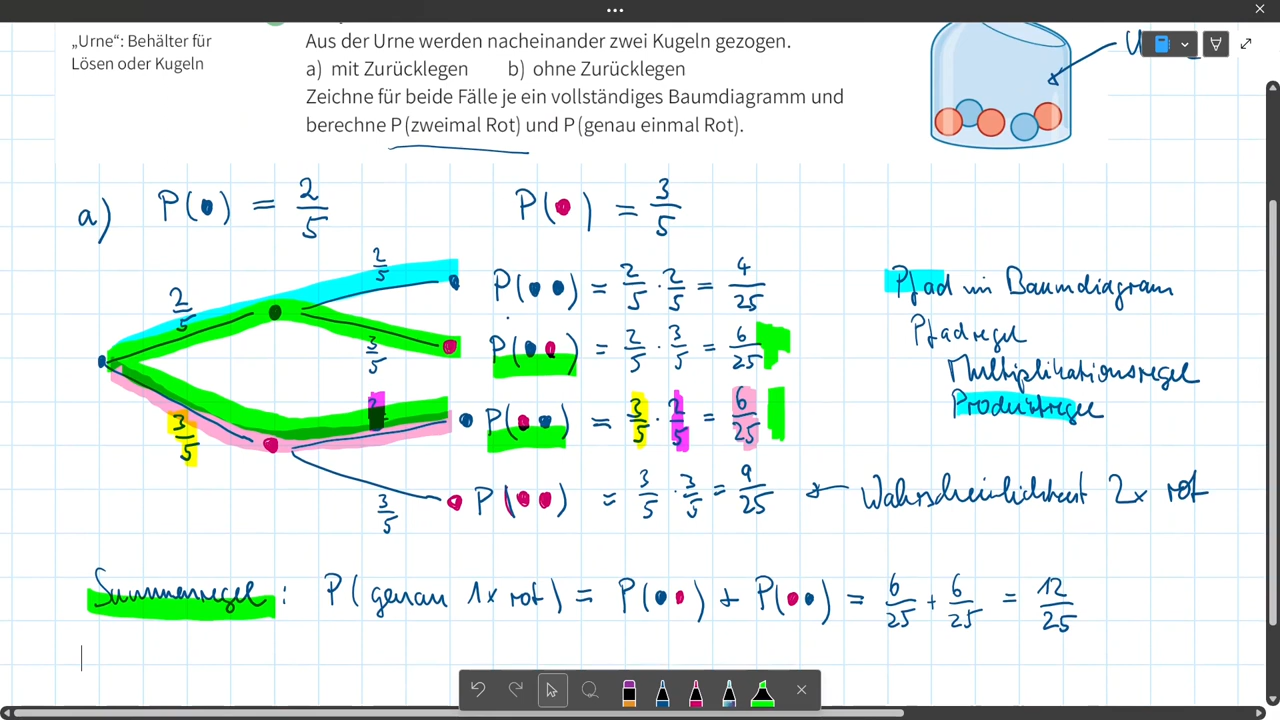 „Urne“: Behälter für
Lösen oder Kugeln
Aus der Urne werden nacheinander zwei Kugeln gezogen.
a) mit Zurücklegen b) ohne Zurücklegen
Zeichne für beide Fälle je ein vollständiges Baumdiagramm und
berechne P (zweimal Rot) und P (genau einmal Rot).
a) P(●) = 2/5 P(●) = 3/5
2/5 2/5 P(●●) = 2/5 · 2/5 = 4/25
3/5 P(●●) = 2/5 · 3/5 = 6/25
3/5 P(●●) = 3/5 · 2/5 = 6/25
3/5 P(●●) = 3/5 · 3/5 = 9/25 ← Wahrscheinlichkeit 2x rot
Pfad im Baumdiagram
Pfadregel
Multiplikationsregel
Produktregel
Summenregel : P( genau 1x rot ) = P(●●) + P(●●) = 6/25 + 6/25 = 12/25